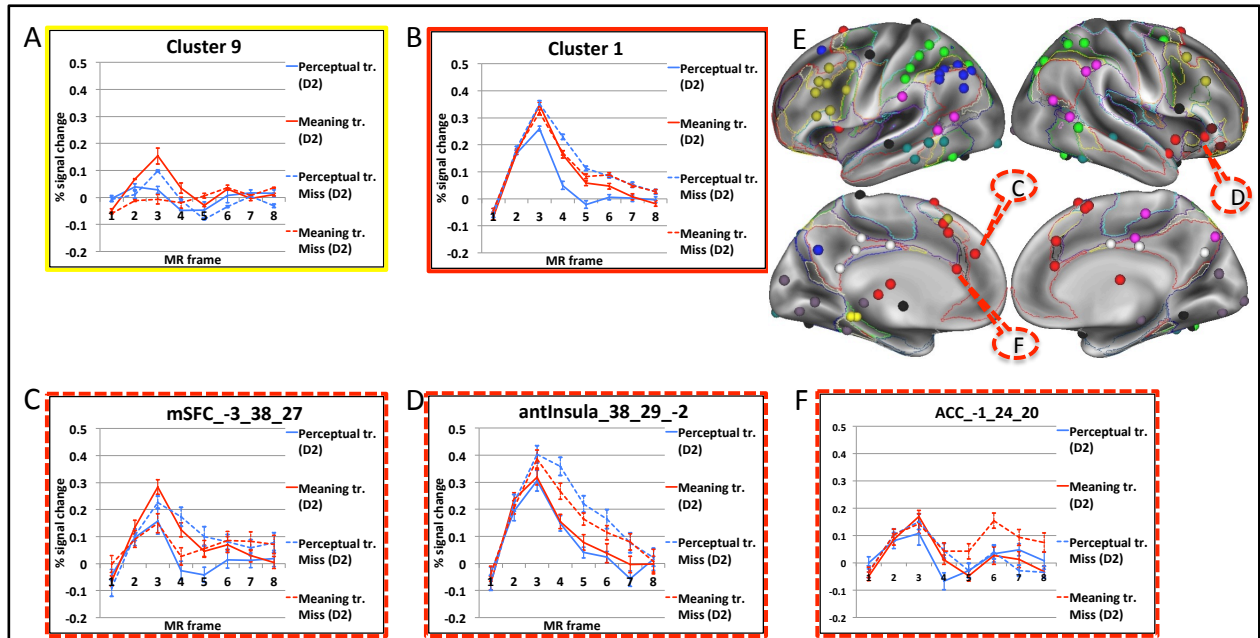 A
Cluster 9
% signal change
0.5
0.4
0.3
0.2
0.1
0
-0.1
-0.2
1 2 3 4 5 6 7 8
MR frame
Perceptual tr.
(D2)
Meaning tr.
(D2)
Perceptual tr.
Miss (D2)
Meaning tr.
Miss (D2)
B
Cluster 1
% signal change
0.5
0.4
0.3
0.2
0.1
0
-0.1
-0.2
1 2 3 4 5 6 7 8
MR frame
Perceptual tr.
(D2)
Meaning tr.
(D2)
Perceptual tr.
Miss (D2)
Meaning tr.
Miss (D2)
E
C
D
F
C
mSFC_-3_38_27
% signal change
0.5
0.4
0.3
0.2
0.1
0
-0.1
-0.2
1 2 3 4 5 6 7 8
MR frame
Perceptual tr.
(D2)
Meaning tr.
(D2)
Perceptual tr.
Miss (D2)
Meaning tr.
Miss (D2)
D
antInsula_38_29_-2
% signal change
0.5
0.4
0.3
0.2
0.1
0
-0.1
-0.2
1 2 3 4 5 6 7 8
MR frame
Perceptual tr.
(D2)
Meaning tr.
(D2)
Perceptual tr.
Miss (D2)
Meaning tr.
Miss (D2)
F
ACC_-1_24_20
% signal change
0.5
0.4
0.3
0.2
0.1
0
-0.1
-0.2
1 2 3 4 5 6 7 8
MR frame
Perceptual tr.
(D2)
Meaning tr.
(D2)
Perceptual tr.
Miss (D2)
Meaning tr.
Miss (D2)